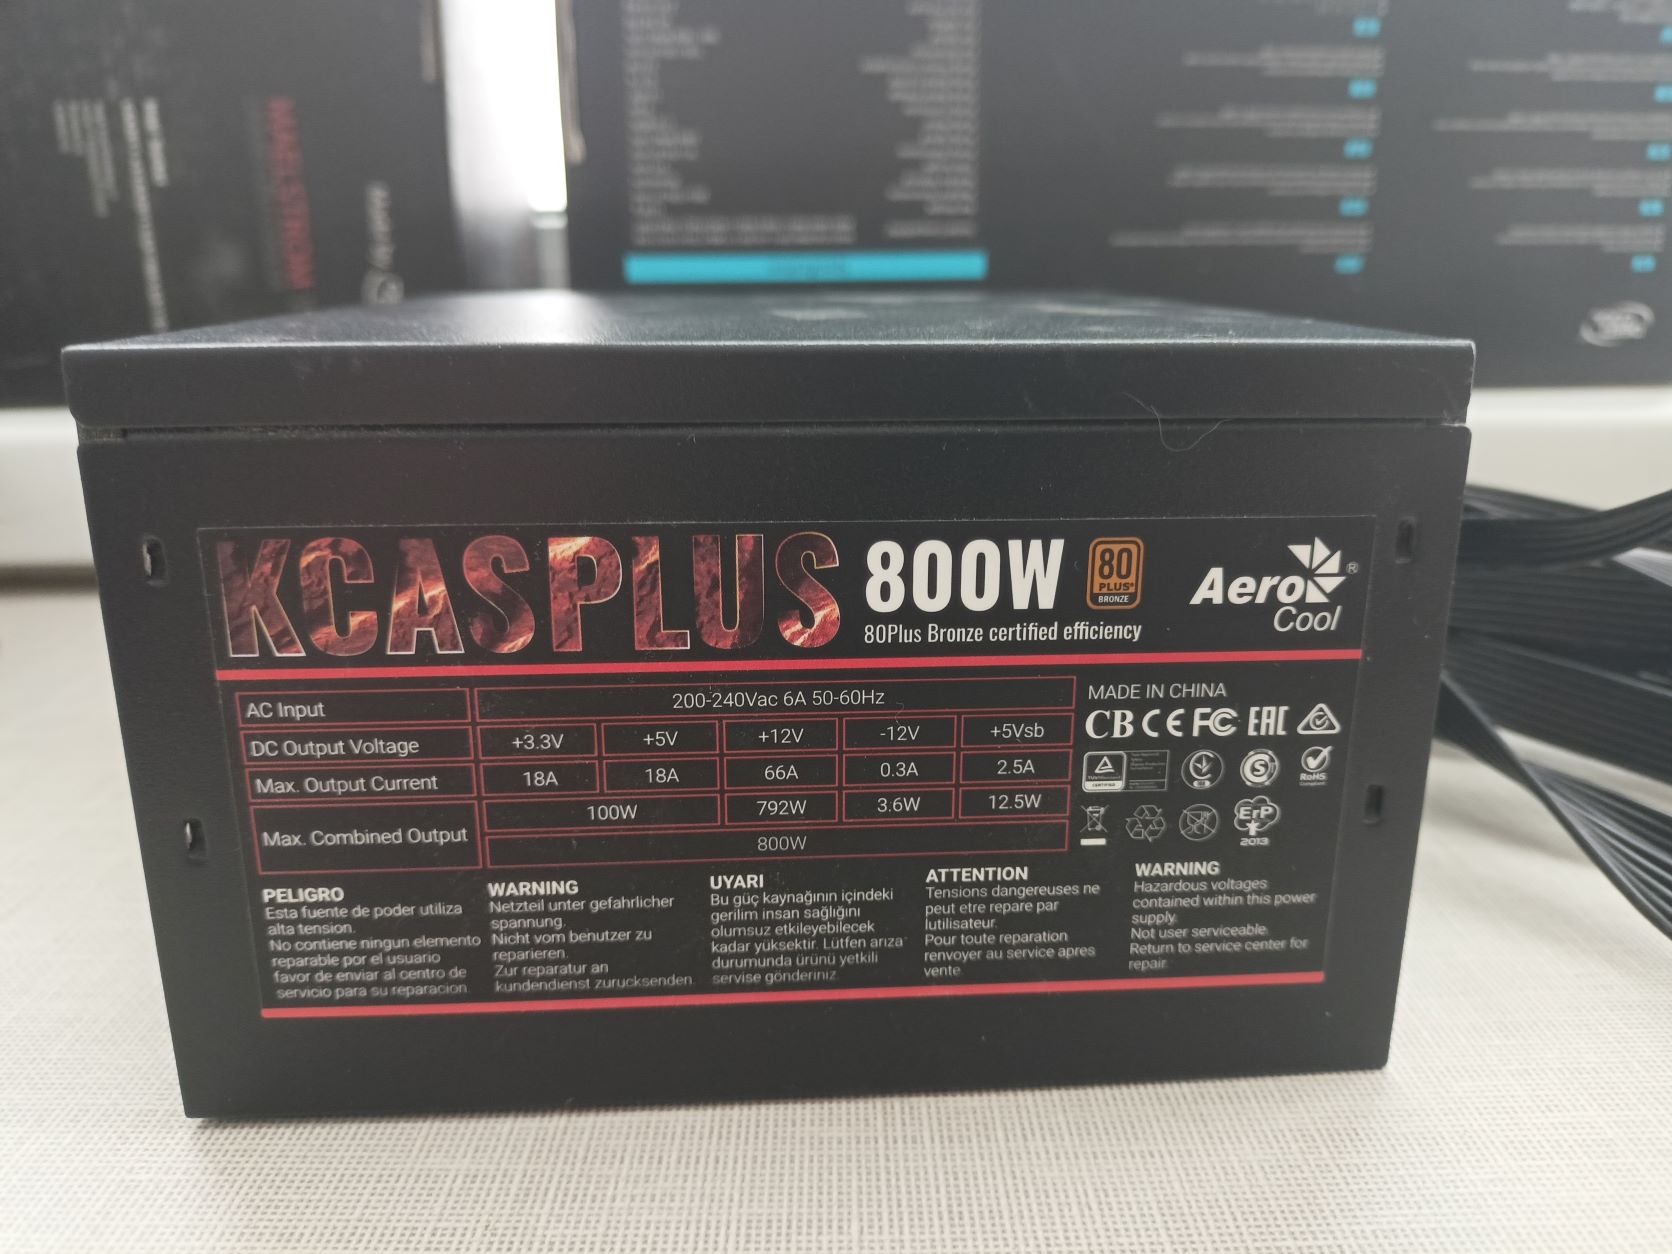 KCASPLUS 800W 80 PLUS® BRONZE
80Plus Bronze certified efficiency
Aero Cool ®
AC Input 200-240Vac 6A 50-60Hz
DC Output Voltage +3.3V +5V +12V -12V +5Vsb
Max. Output Current 18A 18A 66A 0.3A 2.5A
Max. Combined Output 100W 792W 3.6W 12.5W
800W
MADE IN CHINA
CB CE FC EAC
CERTIFIED
S
RoHS
ErP
2013
PELIGRO
Esta fuente de poder utiliza
alta tension.
No contiene ningun elemento
reparable por el usuario
favor de enviar al centro de
servicio para su reparacion
WARNING
Netzteil unter gefahrlicher
spannung.
Nicht vom benutzer zu
reparieren.
Zur reparatur an
kundendienst zurucksenden.
UYARI
Bu güç kaynağının içindeki
gerilim insan sağlığını
olumsuz etkileyebilecek
kadar yüksektir. Lütfen arıza
durumunda ürünü yetkili
servise gönderiniz.
ATTENTION
Tensions dangereuses ne
peut etre repare par
lutilisateur.
Pour toute reparation
renvoyer au service apres
vente.
WARNING
Hazardous voltages
contained within this power
supply.
Not user serviceable.
Return to service center for
repair.